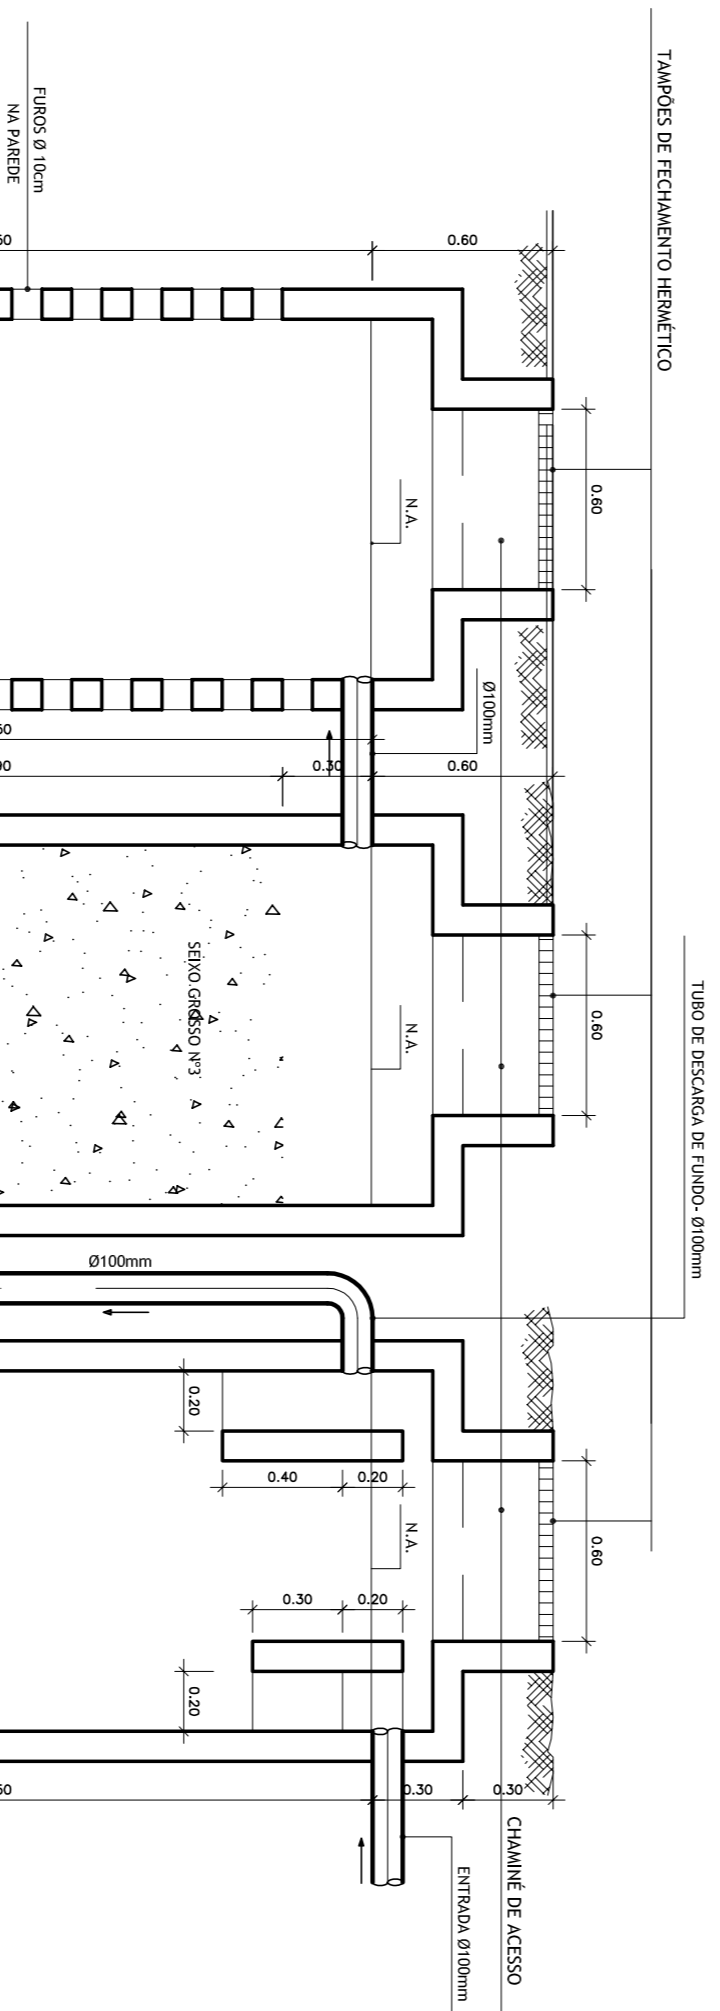 TAMPÕES DE FECHAMENTO HERMÉTICO
TUBO DE DESCARGA DE FUNDO- Ø100mm
CHAMINÉ DE ACESSO
ENTRADA Ø100mm
FUROS Ø 10cm
NA PAREDE
0.60
0.60
N.A.
Ø100mm
0.30
0.60
0.60
N.A.
SEIXO GROSSO Nº3
Ø100mm
0.20
0.40
0.20
N.A.
0.60
0.30
0.20
0.20
0.30
0.30